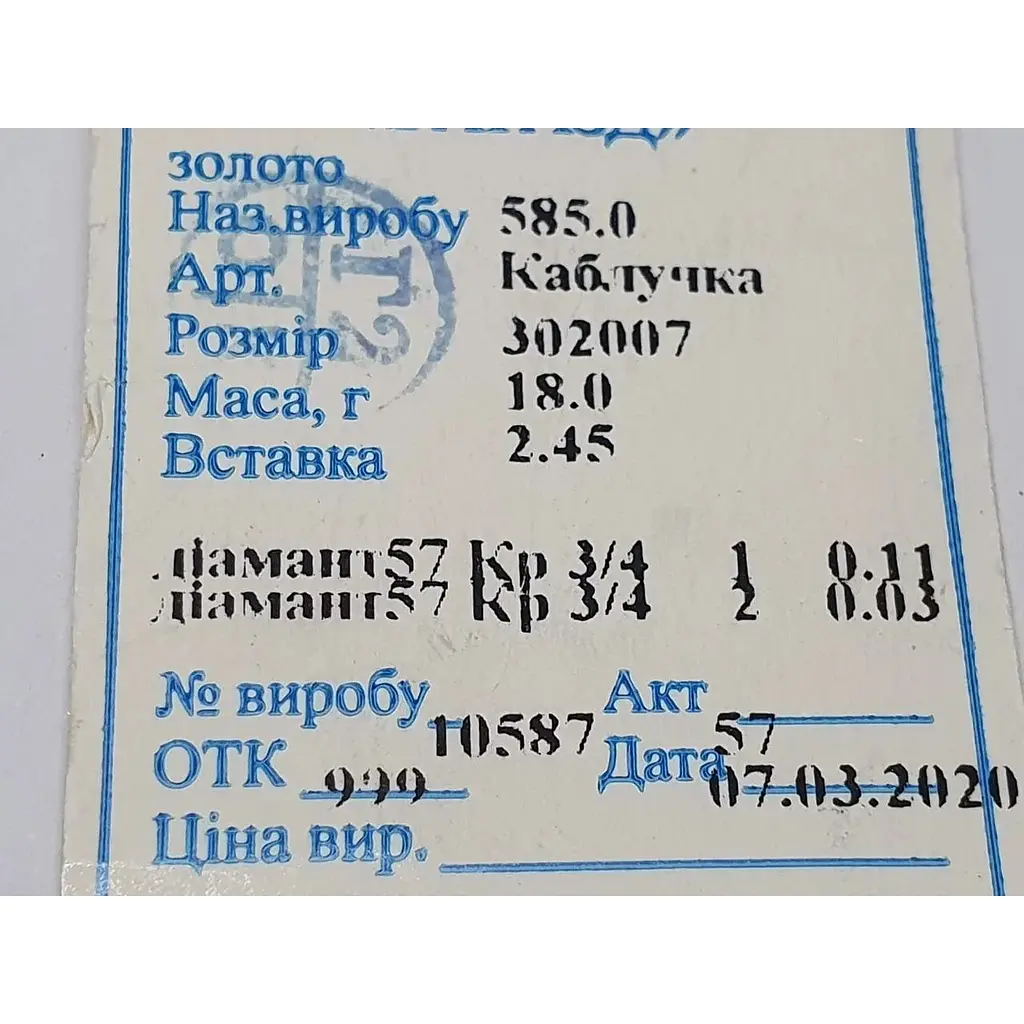 золото
Наз.виробу 585.0
Арт. Каблучка
Розмір 302007
Маса, г 18.0
Вставка 2.45
Діамант57 Кр 3/4 1 0.11
Діамант57 Кр 3/4 2 0.03
№ виробу 10587 Акт 57
ОТК 999 Дата 07.03.2020
Ціна вир.